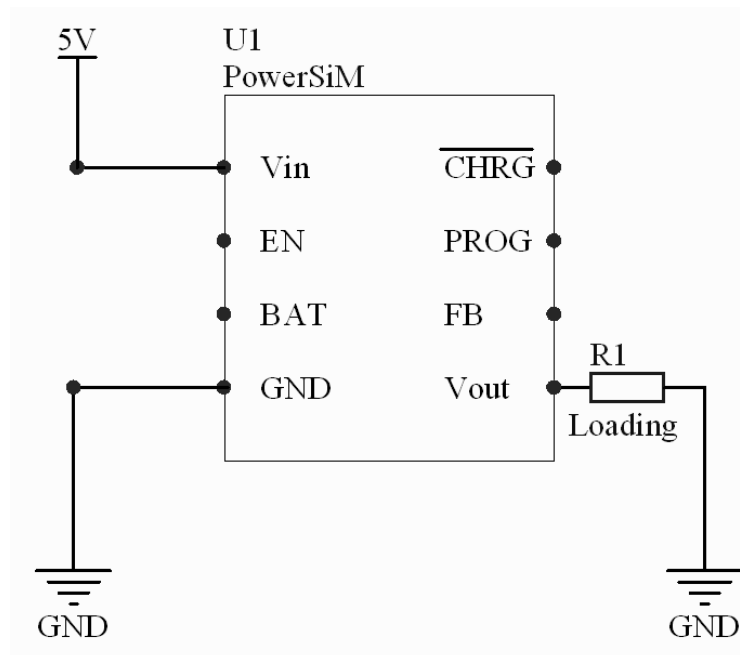 5V
U1
PowerSiM
Vin
CHRG
EN
PROG
BAT
FB
GND
Vout
R1
Loading
GND
GND